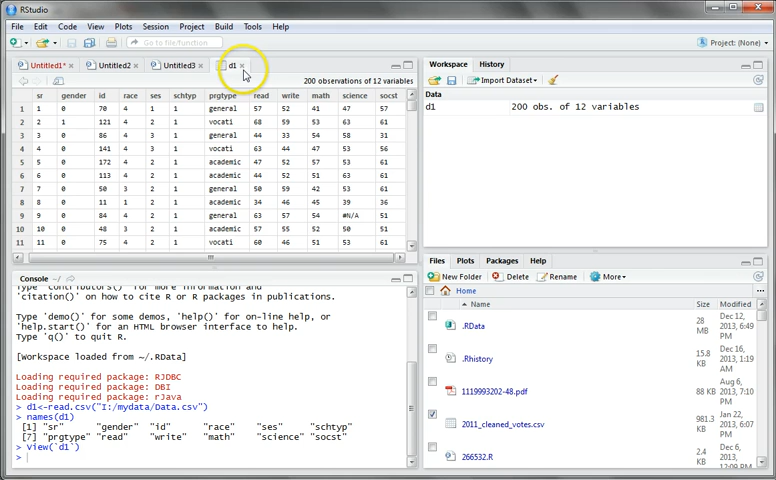 RStudio
File Edit Code View Plots Session Project Build Tools Help
Go to file/function
Project: (None)
Untitled1* Untitled2 Untitled3 d1
200 observations of 12 variables
sr gender id race ses schtyp prgtype read write math science socst
1 1 0 70 4 1 1 general 57 52 41 47 57
2 2 1 121 4 2 1 vocati 68 59 53 63 61
3 3 0 86 4 3 1 general 44 33 54 58 31
4 4 0 141 4 3 1 vocati 63 44 47 53 56
5 5 0 172 4 2 1 academic 47 52 57 53 61
6 6 0 113 4 2 1 academic 44 52 51 63 61
7 7 0 50 3 2 1 general 50 59 42 53 61
8 8 0 11 1 2 1 academic 34 46 45 39 36
9 9 0 84 4 2 1 general 63 57 54 #N/A 51
10 10 0 48 3 2 1 academic 57 55 52 50 51
11 11 0 75 4 2 1 vocati 60 46 51 53 61
Console ~/
Type 'contributors()' for more information and
'citation()' on how to cite R or R packages in publications.
Type 'demo()' for some demos, 'help()' for on-line help, or
'help.start()' for an HTML browser interface to help.
Type 'q()' to quit R.
[workspace loaded from ~/.RData]
Loading required package: RJDBC
Loading required package: DBI
Loading required package: rJava
> d1<-read.csv("I:/mydata/Data.csv")
> names(d1)
[1] "sr" "gender" "id" "race" "ses" "schtyp"
[7] "prgtype" "read" "write" "math" "science" "socst"
> View(`d1`)
>
Workspace History
Import Dataset
Data
d1 200 obs. of 12 variables
Files Plots Packages Help
New Folder Delete Rename More
Home
Name Size Modified
.RData 28 MB Dec 12, 2013, 6:49 PM
.Rhistory 15.8 KB Dec 16, 2013, 1:19 AM
1119993202-48.pdf 88 KB Aug 6, 2013, 7:10 PM
2011_cleaned_votes.csv 981.3 KB Jan 22, 2013, 6:07 PM
266532.R 2.4 KB Dec 5, 2013, 12:09 PM